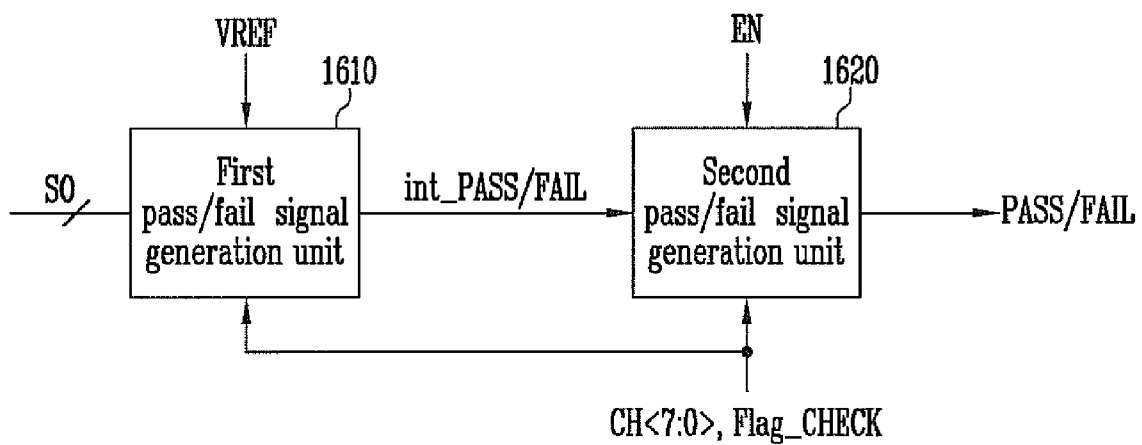 VREF
EN
1610
1620
SO
First
pass/fail signal
generation unit
int_PASS/FAIL
Second
pass/fail signal
generation unit
PASS/FAIL
CH<7:0>, Flag_CHECK